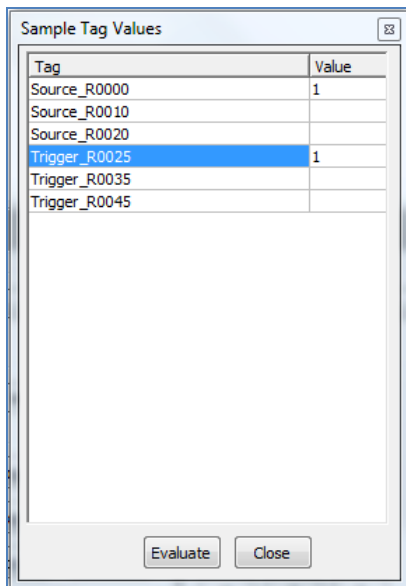 Sample Tag Values
Tag Value
Source_R0000 1
Source_R0010
Source_R0020
Trigger_R0025 1
Trigger_R0035
Trigger_R0045
Evaluate Close